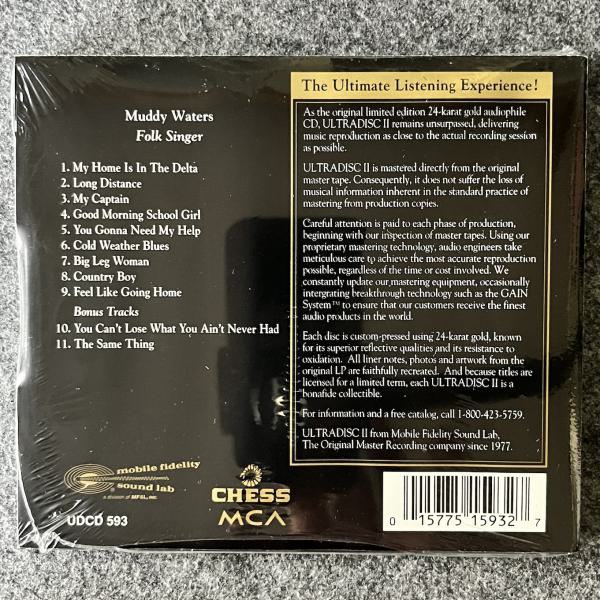 Muddy Waters
Folk Singer
1. My Home Is In The Delta
2. Long Distance
3. My Captain
4. Good Morning School Girl
5. You Gonna Need My Help
6. Cold Weather Blues
7. Big Leg Woman
8. Country Boy
9. Feel Like Going Home
Bonus Tracks
10. You Can't Lose What You Ain't Never Had
11. The Same Thing
mobile fidelity
sound lab
a division of MFSL, INC.
UDCD 593
CHESS
MCA
The Ultimate Listening Experience!
As the original limited edition 24-karat gold audiophile
CD, ULTRADISC II remains unsurpassed, delivering
music reproduction as close to the actual recording session
as possible.
ULTRADISC II is mastered directly from the original
master tape. Consequently, it does not suffer the loss of
musical information inherent in the standard practice of
mastering from production copies.
Careful attention is paid to each phase of production,
beginning with our inspection of master tapes. Using our
proprietary mastering technology, audio engineers take
meticulous care to achieve the most accurate reproduction
possible, regardless of the time or cost involved. We
constantly update our mastering equipment, occasionally
intergrating breakthrough technology such as the GAIN
System™ to ensure that our customers receive the finest
audio products in the world.
Each disc is custom-pressed using 24-karat gold, known
for its superior reflective qualities and its resistance to
oxidation. All liner notes, photos and artwork from the
original LP are faithfully recreated. And because titles are
licensed for a limited term, each ULTRADISC II is a
bonafide collectible.
For information and a free catalog, call 1-800-423-5759.
ULTRADISC II from Mobile Fidelity Sound Lab,
The Original Master Recording company since 1977.
0 15775 15932 7